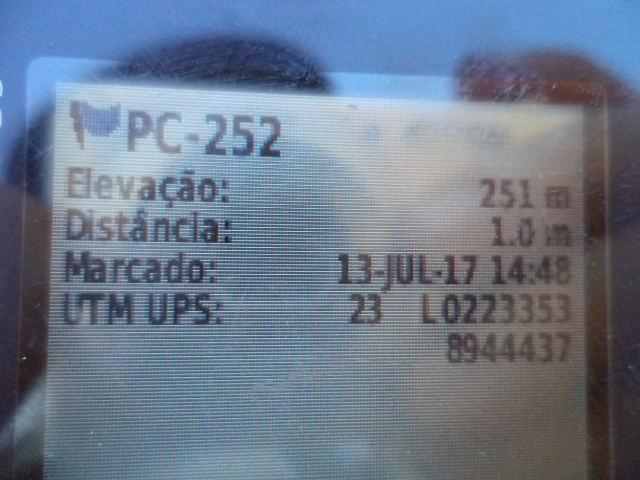 PC-252
Elevação: 251 m
Distância: 1.0 m
Marcado: 13-JUL-17 14:48
UTM UPS: 23 L0223353
8944437